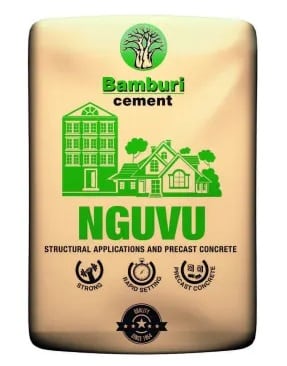 Bamburi
cement
NGUVU
STRUCTURAL APPLICATIONS AND PRECAST CONCRETE
STRONG
RAPID SETTING
PRECAST CONCRETE
QUALITY
SINCE 1954